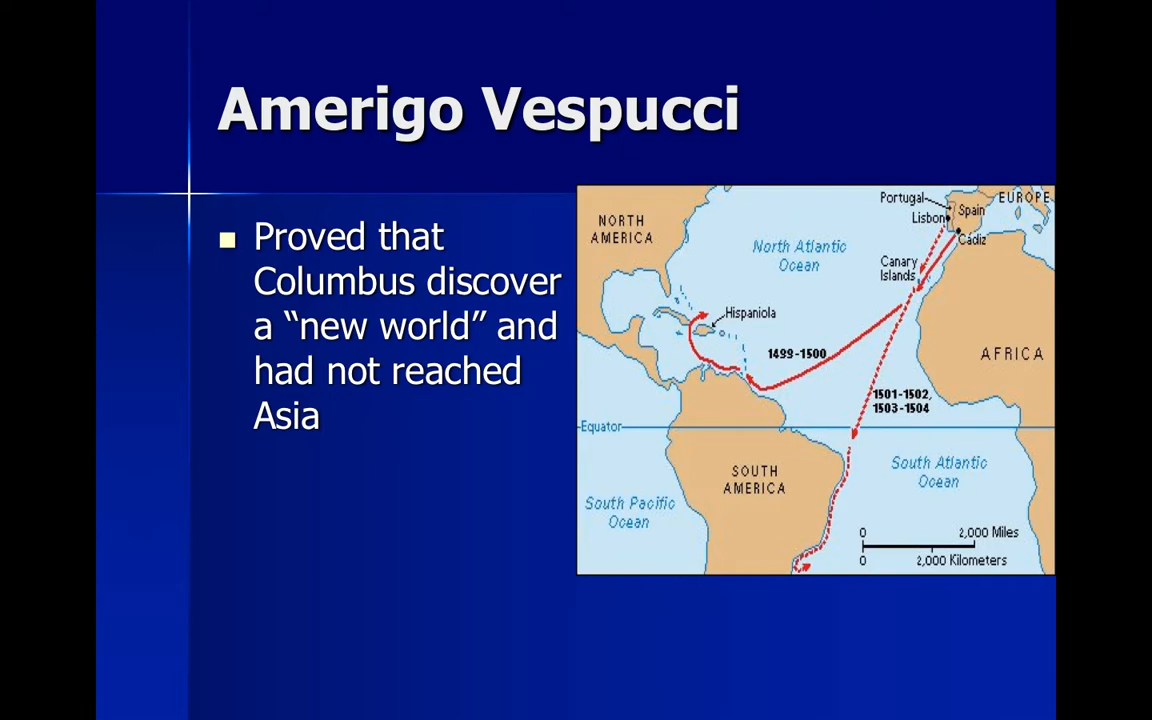 Amerigo Vespucci
Proved that
Columbus discover
a “new world” and
had not reached
Asia
NORTH
AMERICA
North Atlantic
Ocean
Portugal
Lisbon
Spain
EUROPE
Cádiz
Canary
Islands
Hispaniola
1499-1500
AFRICA
1501-1502,
1503-1504
Equator
SOUTH
AMERICA
South Atlantic
Ocean
South Pacific
Ocean
0 2,000 Miles
0 2,000 Kilometers